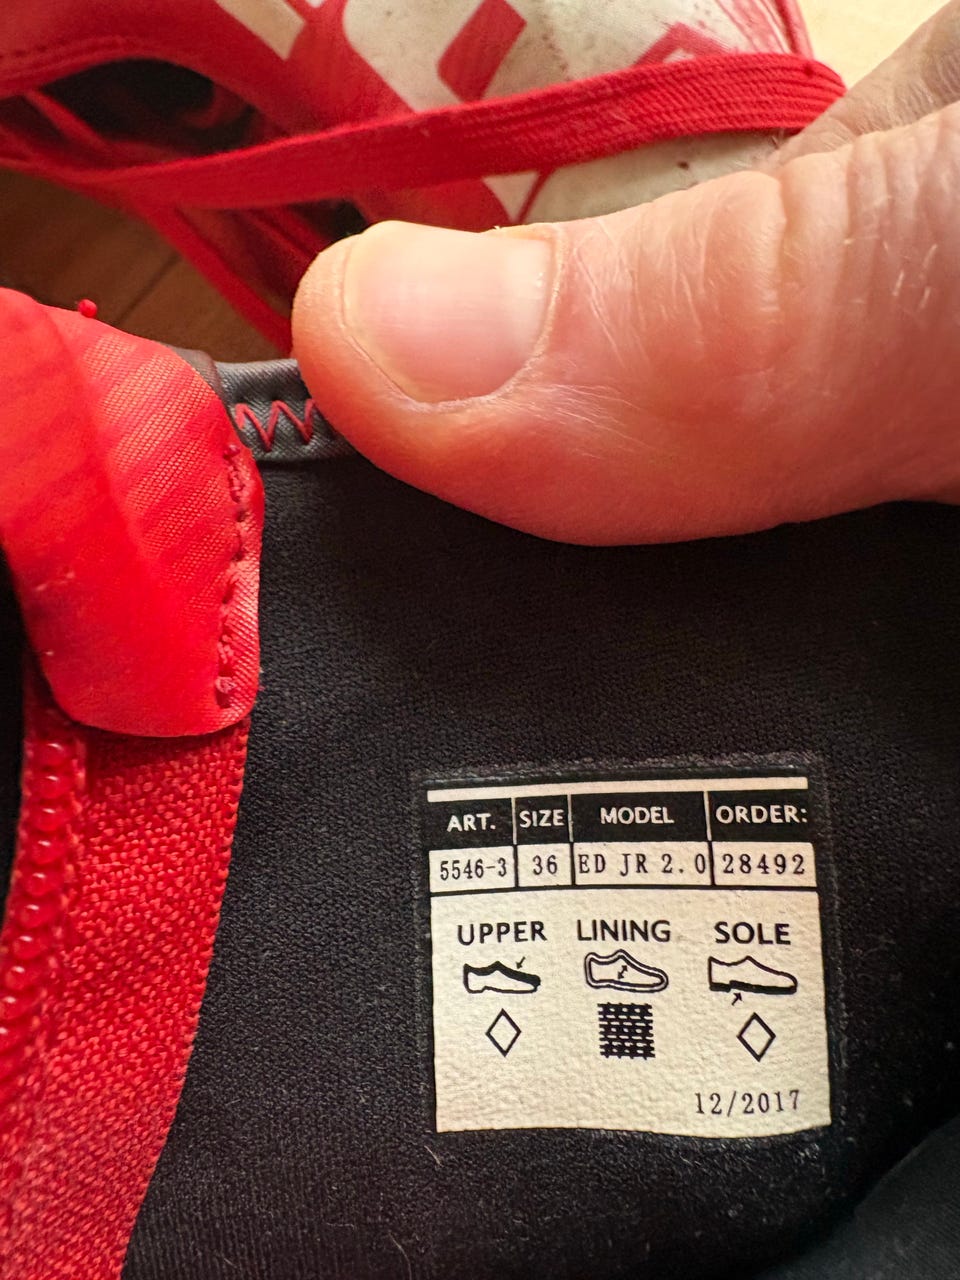 ART. SIZE MODEL ORDER:
5546-3 36 ED JR 2.0 28492
UPPER LINING SOLE
12/2017